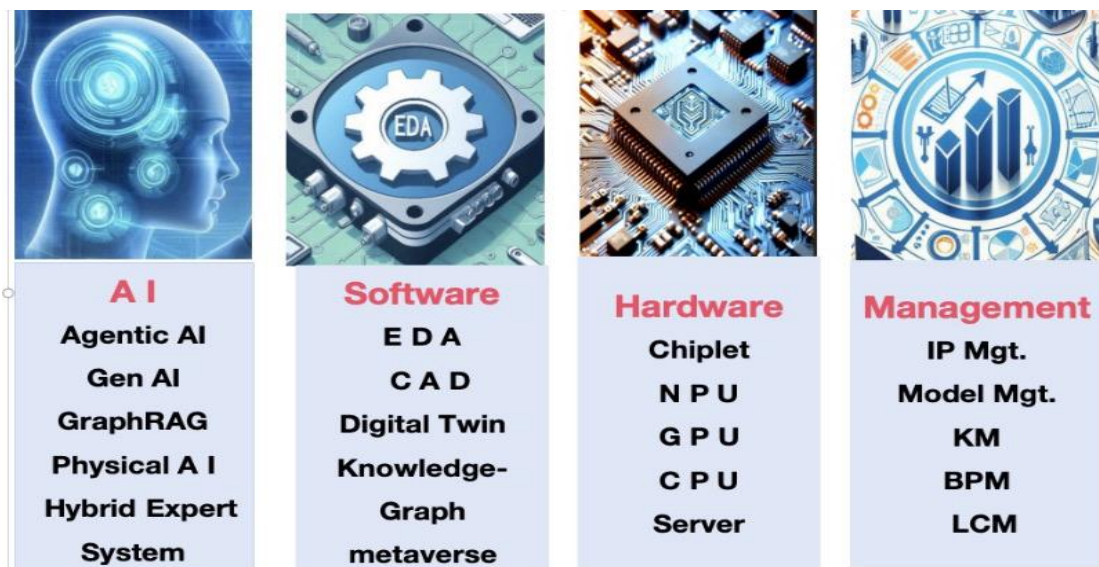 EDA
A I
Agentic AI
Gen AI
GraphRAG
Physical A I
Hybrid Expert
System
Software
E D A
C A D
Digital Twin
Knowledge-
Graph
metaverse
Hardware
Chiplet
N P U
G P U
C P U
Server
Management
IP Mgt.
Model Mgt.
KM
BPM
LCM